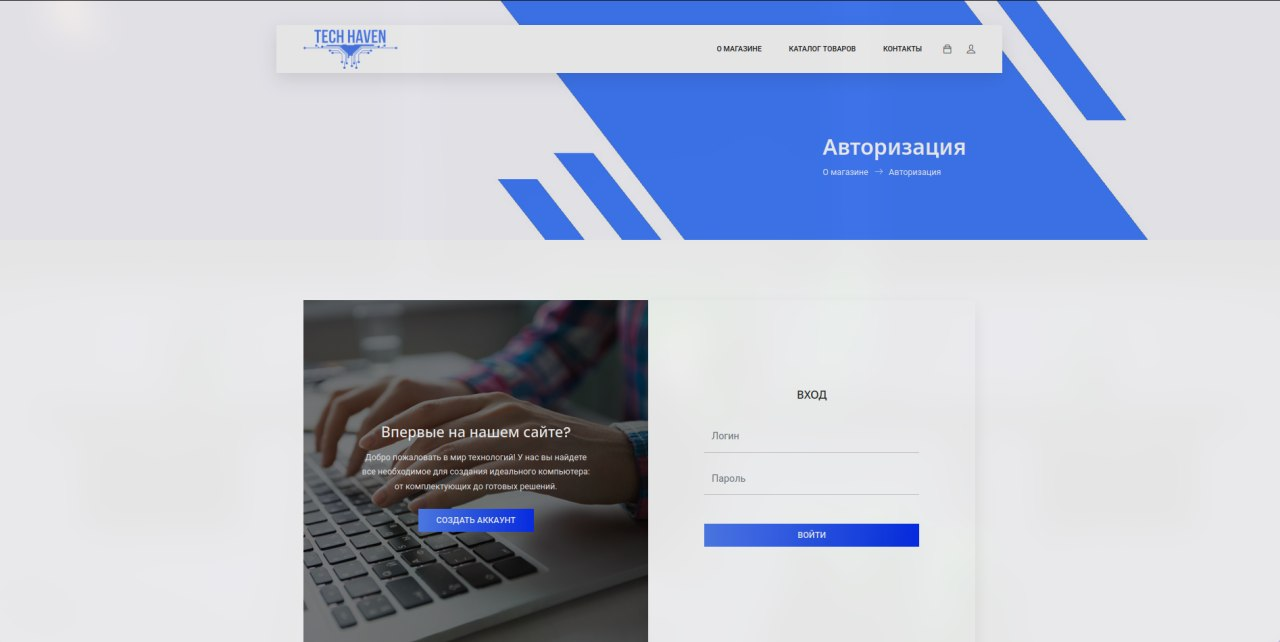 TECH HAVEN
О МАГАЗИНЕ
КАТАЛОГ ТОВАРОВ
КОНТАКТЫ
Авторизация
О магазине → Авторизация
Впервые на нашем сайте?
Добро пожаловать в мир технологий! У нас вы найдете
все необходимое для создания идеального компьютера:
от комплектующих до готовых решений.
СОЗДАТЬ АККАУНТ
ВХОД
Логин
Пароль
ВОЙТИ